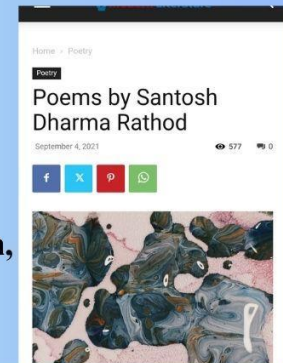 Home - Poetry
Poetry
Poems by Santosh
Dharma Rathod
September 4, 2021 577 0